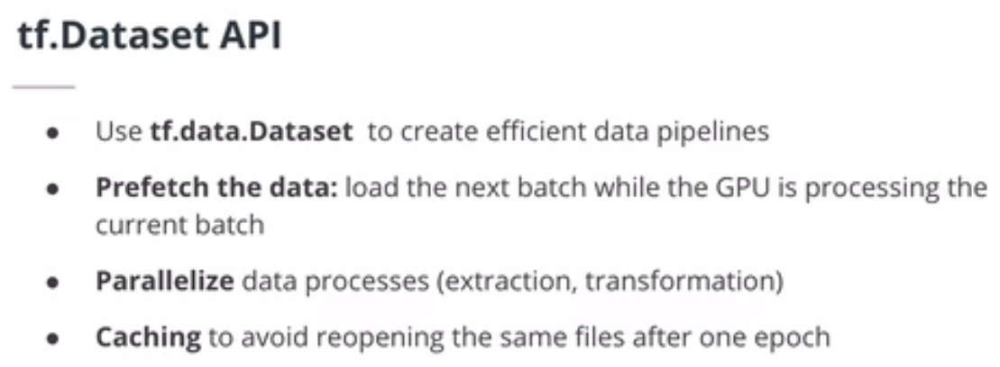 tf.Dataset API
● Use tf.data.Dataset to create efficient data pipelines
● Prefetch the data: load the next batch while the GPU is processing the
current batch
● Parallelize data processes (extraction, transformation)
● Caching to avoid reopening the same files after one epoch